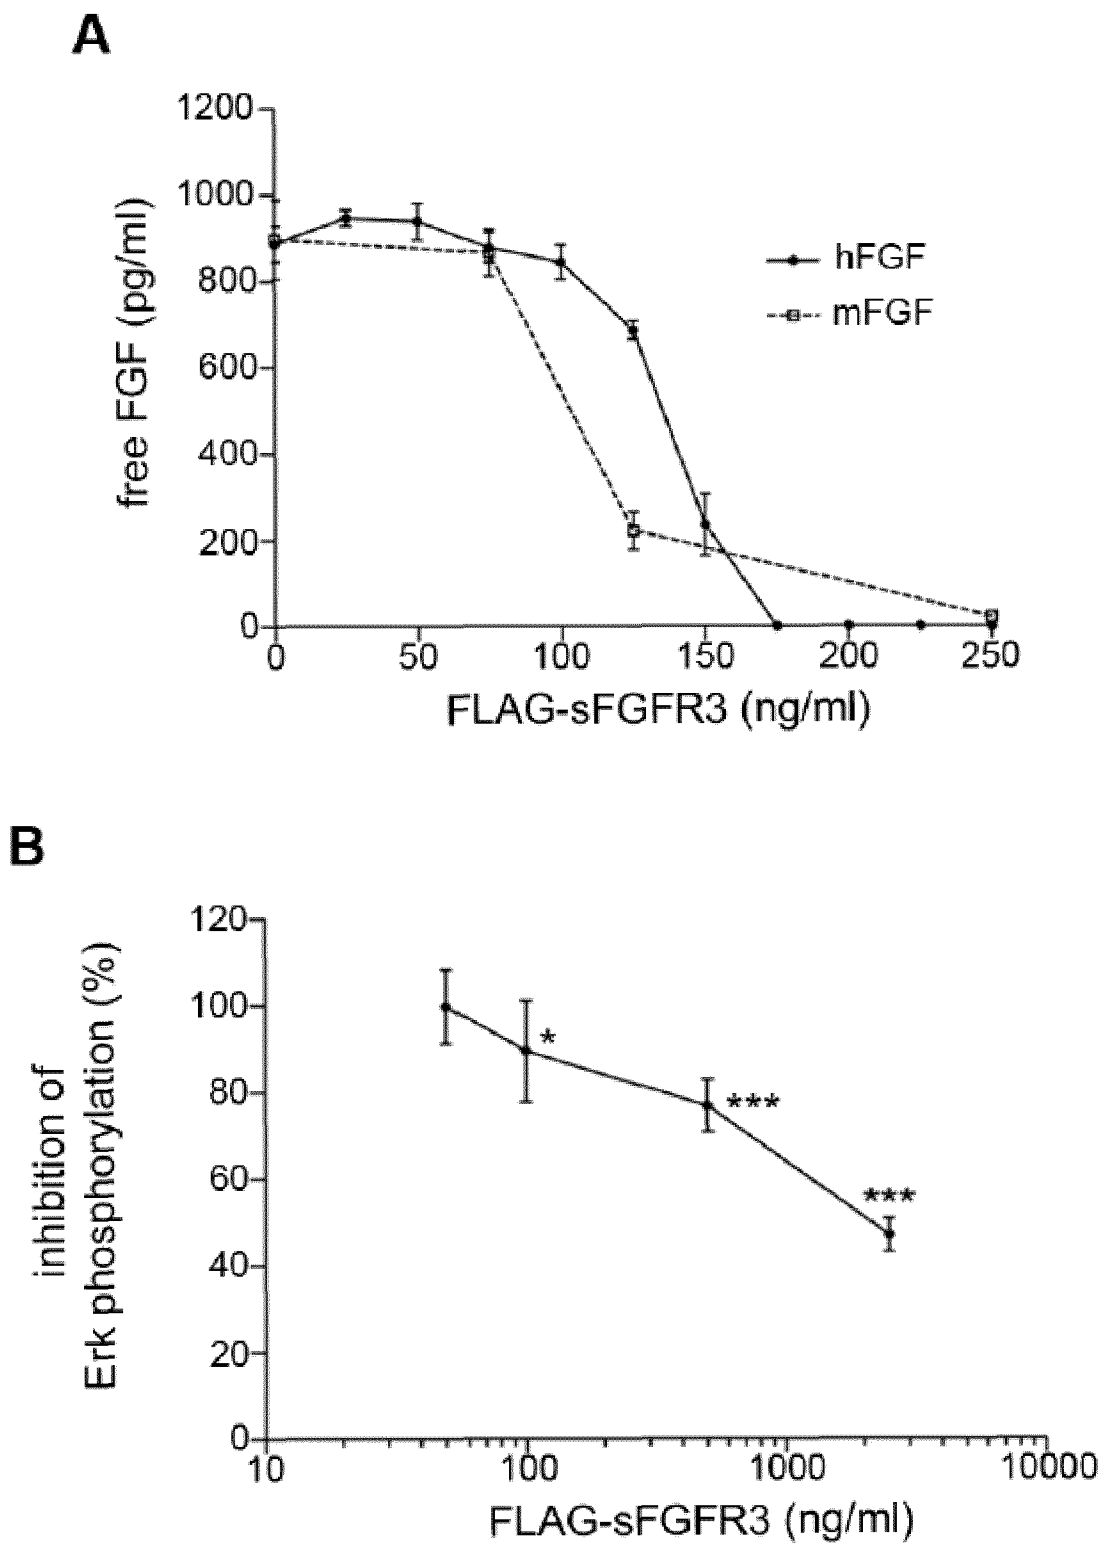 A
1200
1000
800
600
400
200
0
free FGF (pg/ml)
hFGF
mFGF
0 50 100 150 200 250
FLAG-sFGFR3 (ng/ml)
B
120
100
80
60
40
20
0
inhibition of
Erk phosphorylation (%)
*
***
***
10 100 1000 10000
FLAG-sFGFR3 (ng/ml)